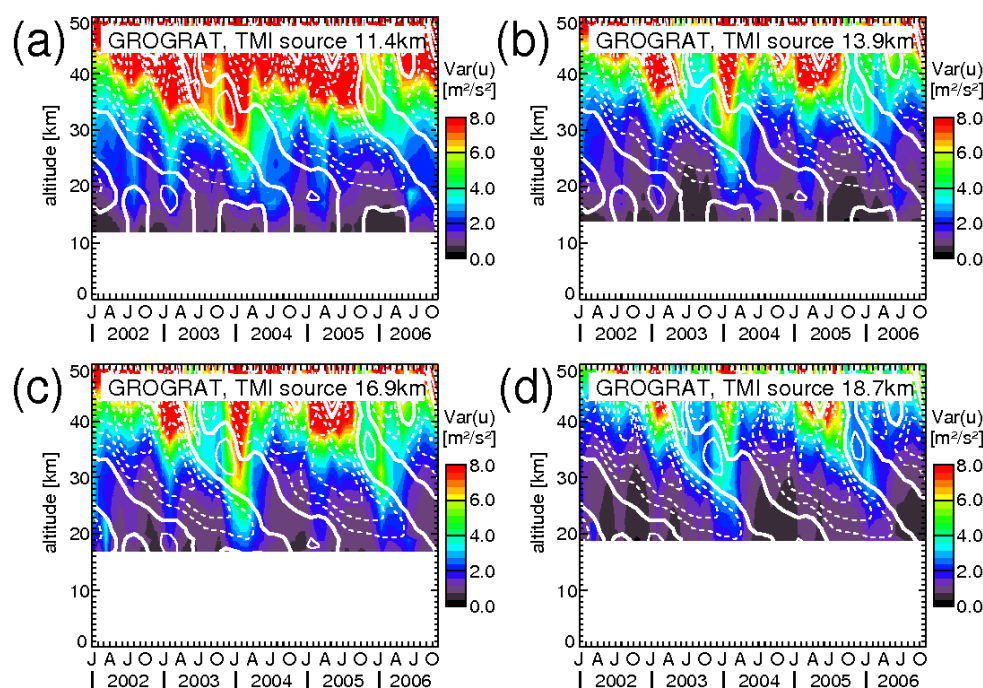 (a)
GROGRAT, TMI source 11.4km
50
40
30
20
10
0
altitude [km]
J A J O J A J O J A J O J A J O J A J O
2002 2003 2004 2005 2006
Var(u)
[m²/s²]
8.0
6.0
4.0
2.0
0.0
(b)
GROGRAT, TMI source 13.9km
50
40
30
20
10
0
altitude [km]
J A J O J A J O J A J O J A J O J A J O
2002 2003 2004 2005 2006
Var(u)
[m²/s²]
8.0
6.0
4.0
2.0
0.0
(c)
GROGRAT, TMI source 16.9km
50
40
30
20
10
0
altitude [km]
J A J O J A J O J A J O J A J O J A J O
2002 2003 2004 2005 2006
Var(u)
[m²/s²]
8.0
6.0
4.0
2.0
0.0
(d)
GROGRAT, TMI source 18.7km
50
40
30
20
10
0
altitude [km]
J A J O J A J O J A J O J A J O J A J O
2002 2003 2004 2005 2006
Var(u)
[m²/s²]
8.0
6.0
4.0
2.0
0.0